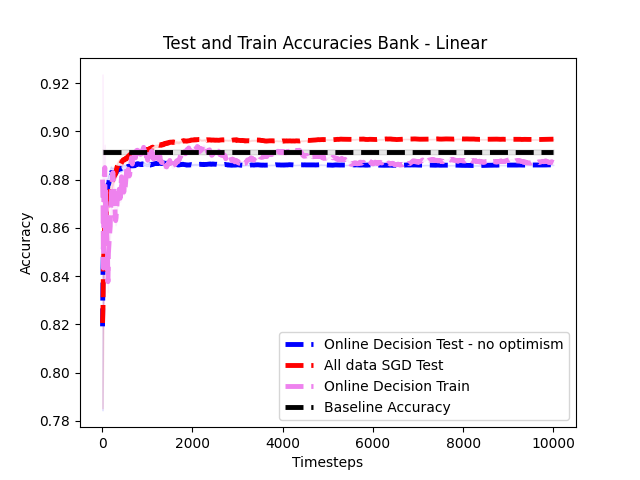 Test and Train Accuracies Bank - Linear
0.92
0.90
0.88
0.86
0.84
0.82
0.80
0.78
Accuracy
Online Decision Test - no optimism
All data SGD Test
Online Decision Train
Baseline Accuracy
0 2000 4000 6000 8000 10000
Timesteps